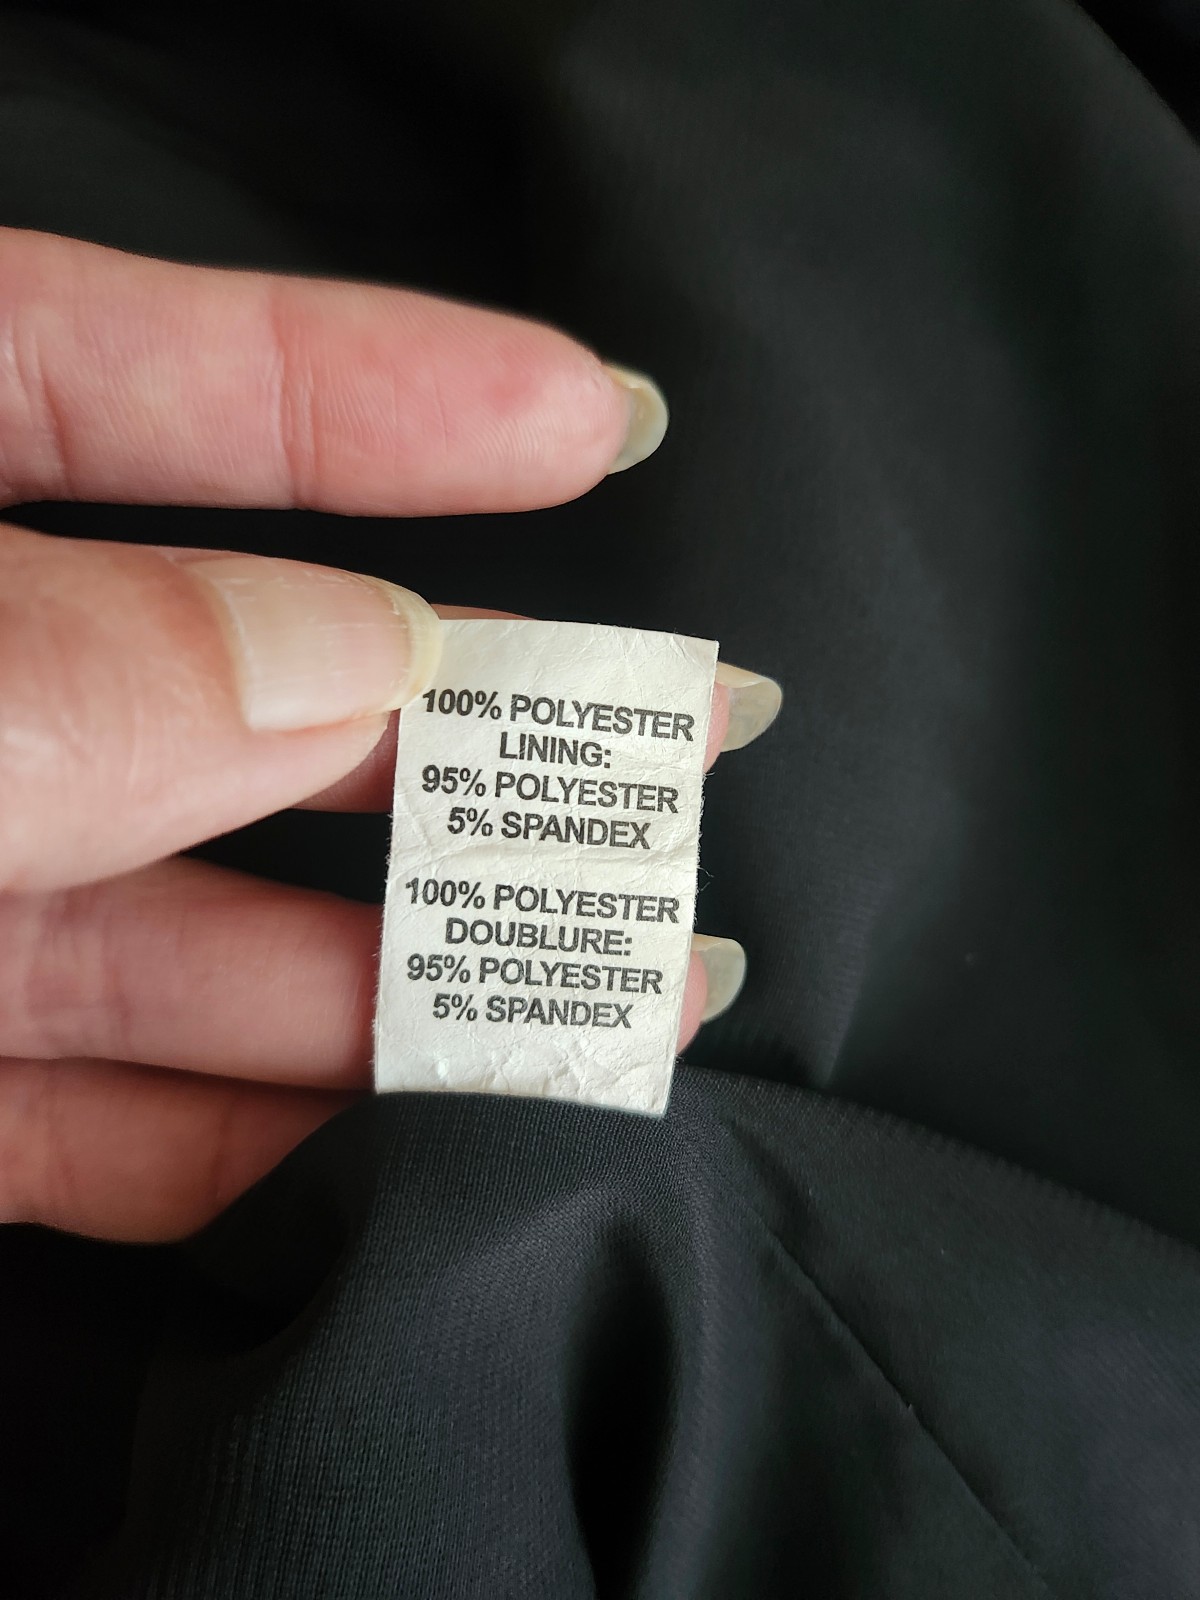 100% POLYESTER
LINING:
95% POLYESTER
5% SPANDEX
100% POLYESTER
DOUBLURE:
95% POLYESTER
5% SPANDEX